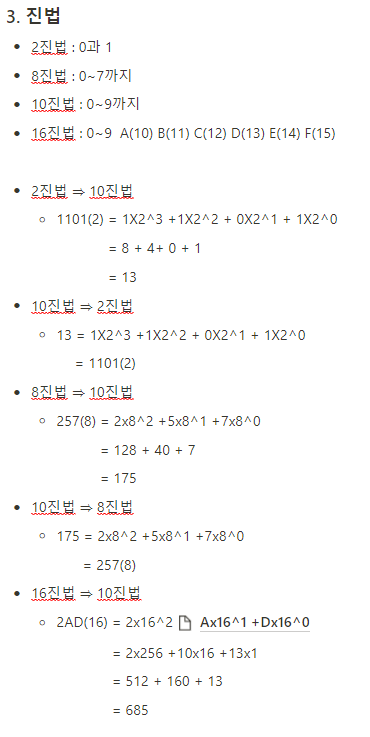 3. 진법
• 2진법 : 0과 1
• 8진법 : 0~7까지
• 10진법 : 0~9까지
• 16진법 : 0~9  A(10) B(11) C(12) D(13) E(14) F(15)
• 2진법 ⇒ 10진법
◦ 1101(2) = 1X2^3 +1X2^2 + 0X2^1 + 1X2^0
= 8 + 4+ 0 + 1
= 13
• 10진법 ⇒ 2진법
◦ 13 = 1X2^3 +1X2^2 + 0X2^1 + 1X2^0
= 1101(2)
• 8진법 ⇒ 10진법
◦ 257(8) = 2x8^2 +5x8^1 +7x8^0
= 128 + 40 + 7
= 175
• 10진법 ⇒ 8진법
◦ 175 = 2x8^2 +5x8^1 +7x8^0
= 257(8)
• 16진법 ⇒ 10진법
◦ 2AD(16) = 2x16^2 Ax16^1 +Dx16^0
= 2x256 +10x16 +13x1
= 512 + 160 + 13
= 685